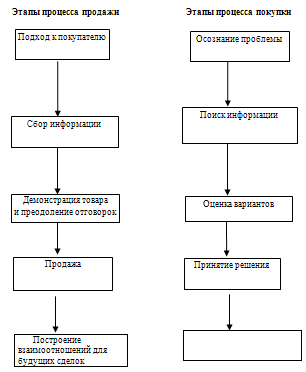 Этапы процесса продажи
Подход к покупателю
Сбор информации
Демонстрация товара
и преодоление отговорок
Продажа
Построение
взаимоотношений для
будущих сделок
Этапы процесса покупки
Осознание проблемы
Поиск информации
Оценка вариантов
Принятие решения